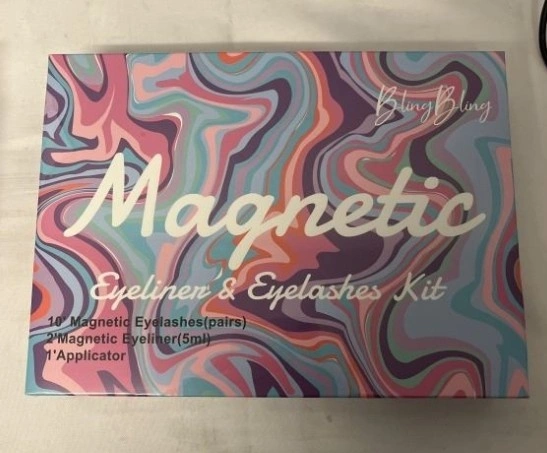 BlingBling
Magnetic
Eyeliner & Eyelashes Kit
10' Magnetic Eyelashes(pairs)
2'Magnetic Eyeliner(5ml)
1'Applicator